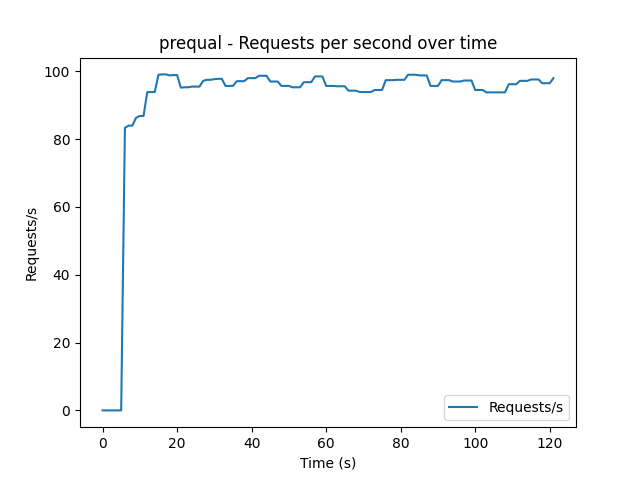 prequal - Requests per second over time
Requests/s
100
80
60
40
20
0
Requests/s
0 20 40 60 80 100 120
Time (s)